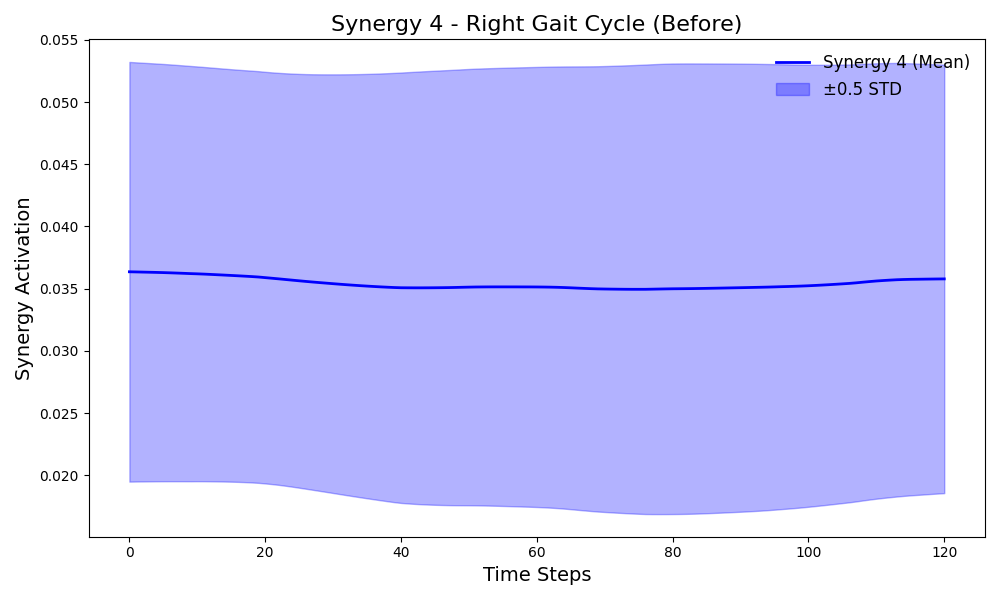 Synergy 4 - Right Gait Cycle (Before)
Synergy 4 (Mean)
±0.5 STD
Synergy Activation
0.055
0.050
0.045
0.040
0.035
0.030
0.025
0.020
0 20 40 60 80 100 120
Time Steps